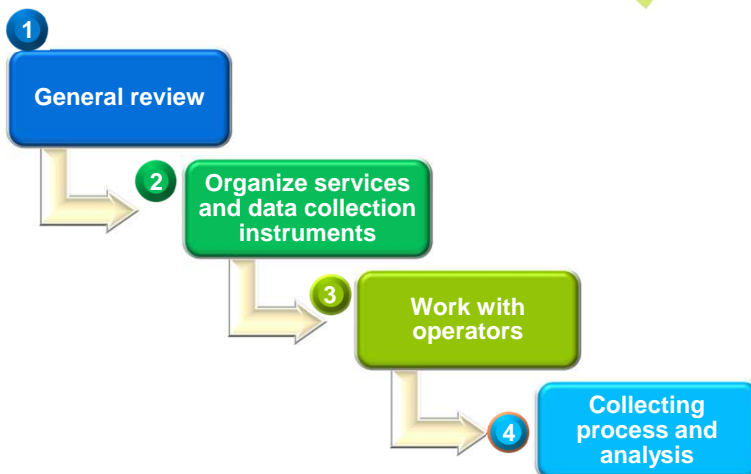 1
General review
2
Organize services
and data collection
instruments
3
Work with
operators
4
Collecting
process and
analysis